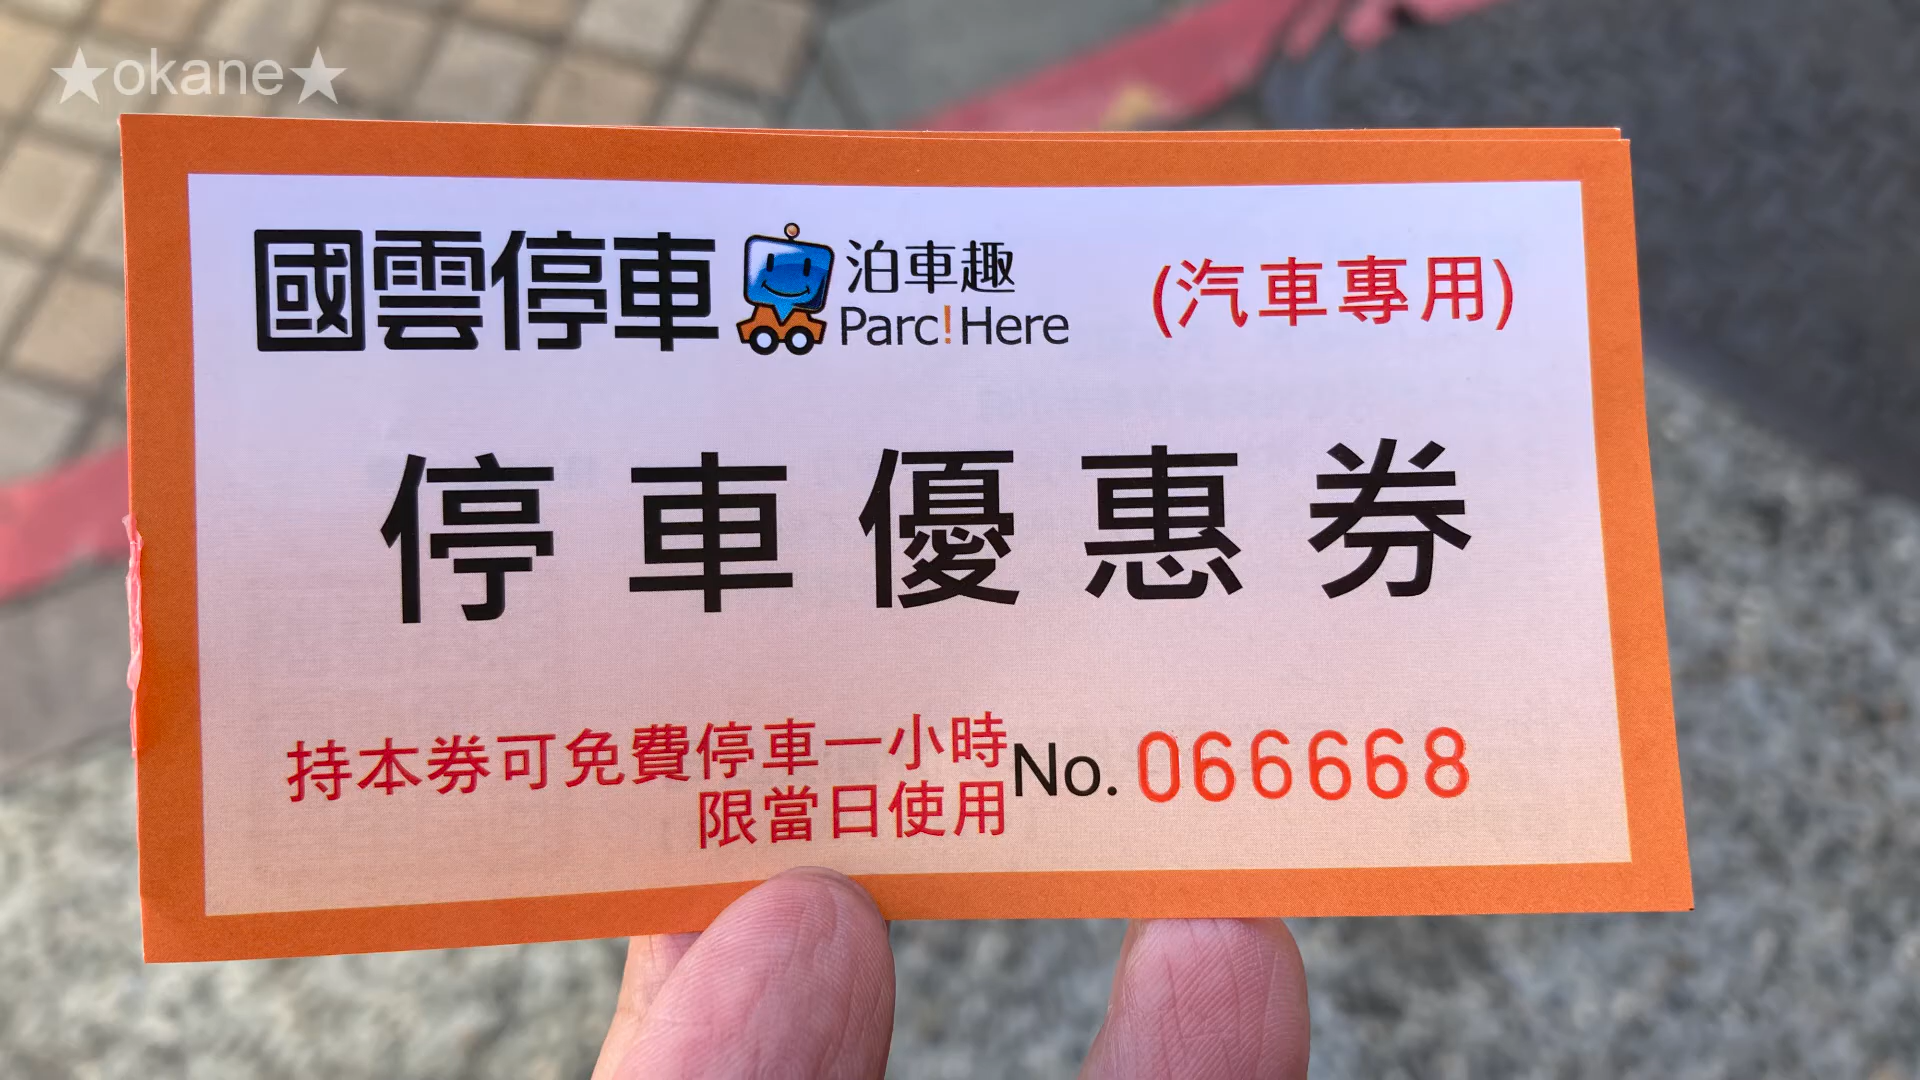 ★okane★
國雲停車 泊車趣 (汽車專用)
Parc!Here
停車優惠券
持本券可免費停車一小時
限當日使用
No. 066668